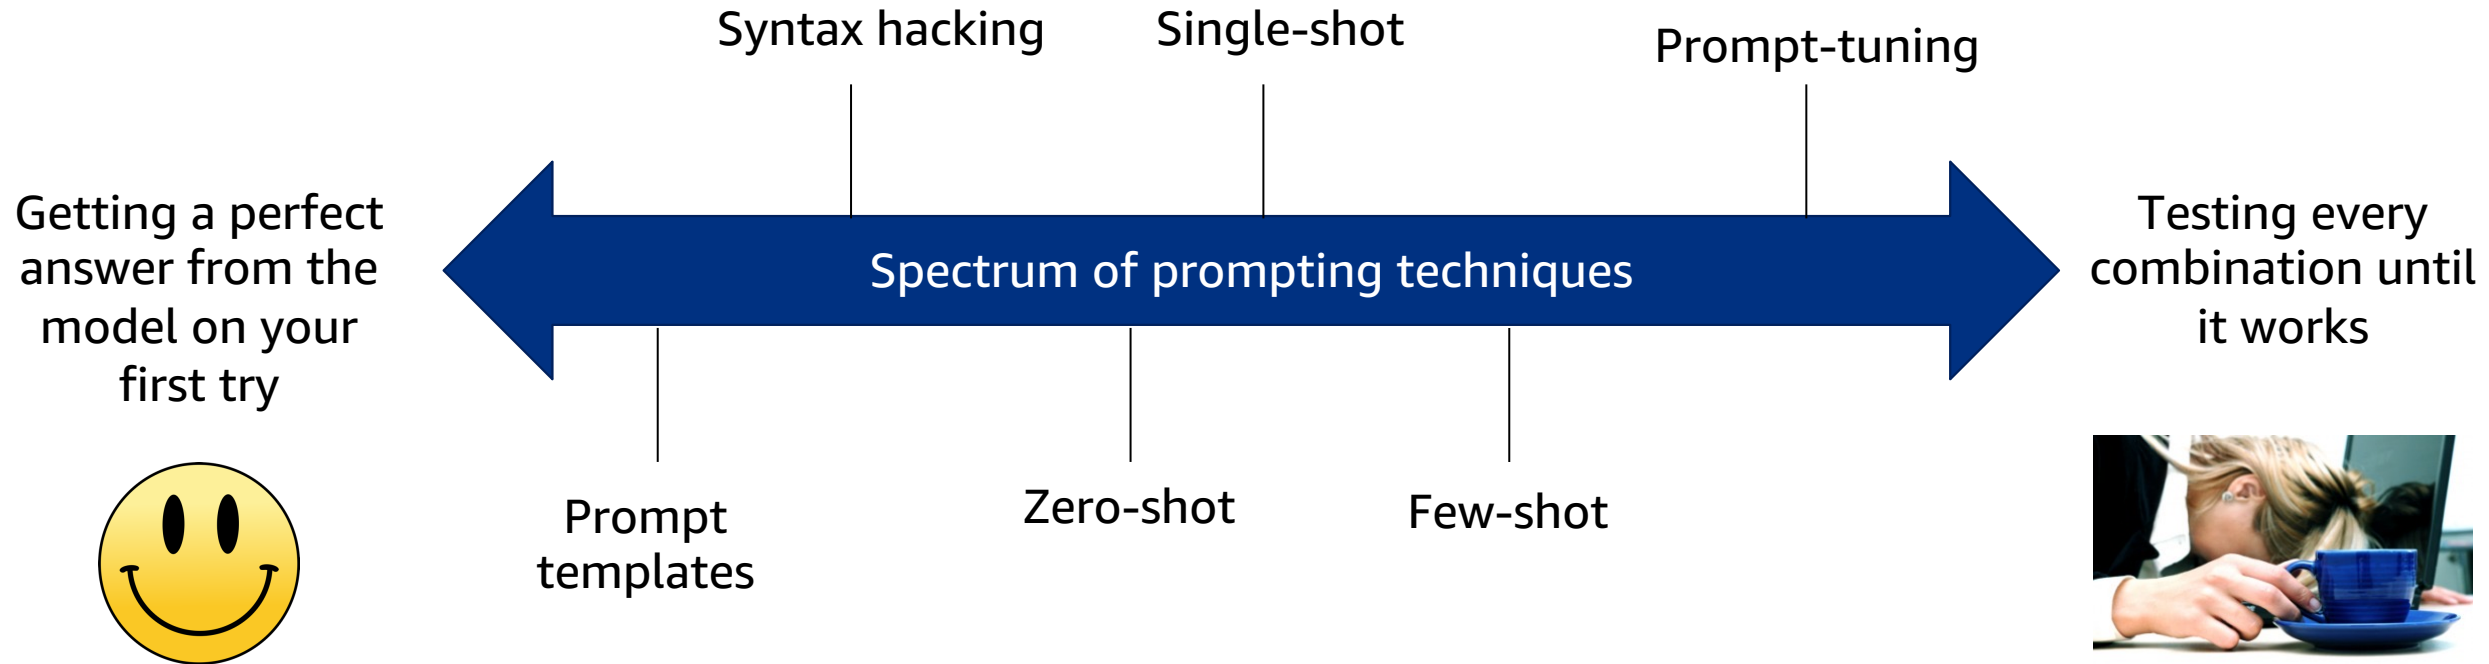 Syntax hacking
Single-shot
Prompt-tuning
Getting a perfect
answer from the
model on your
first try
Spectrum of prompting techniques
Testing every
combination until
it works
Prompt
templates
Zero-shot
Few-shot